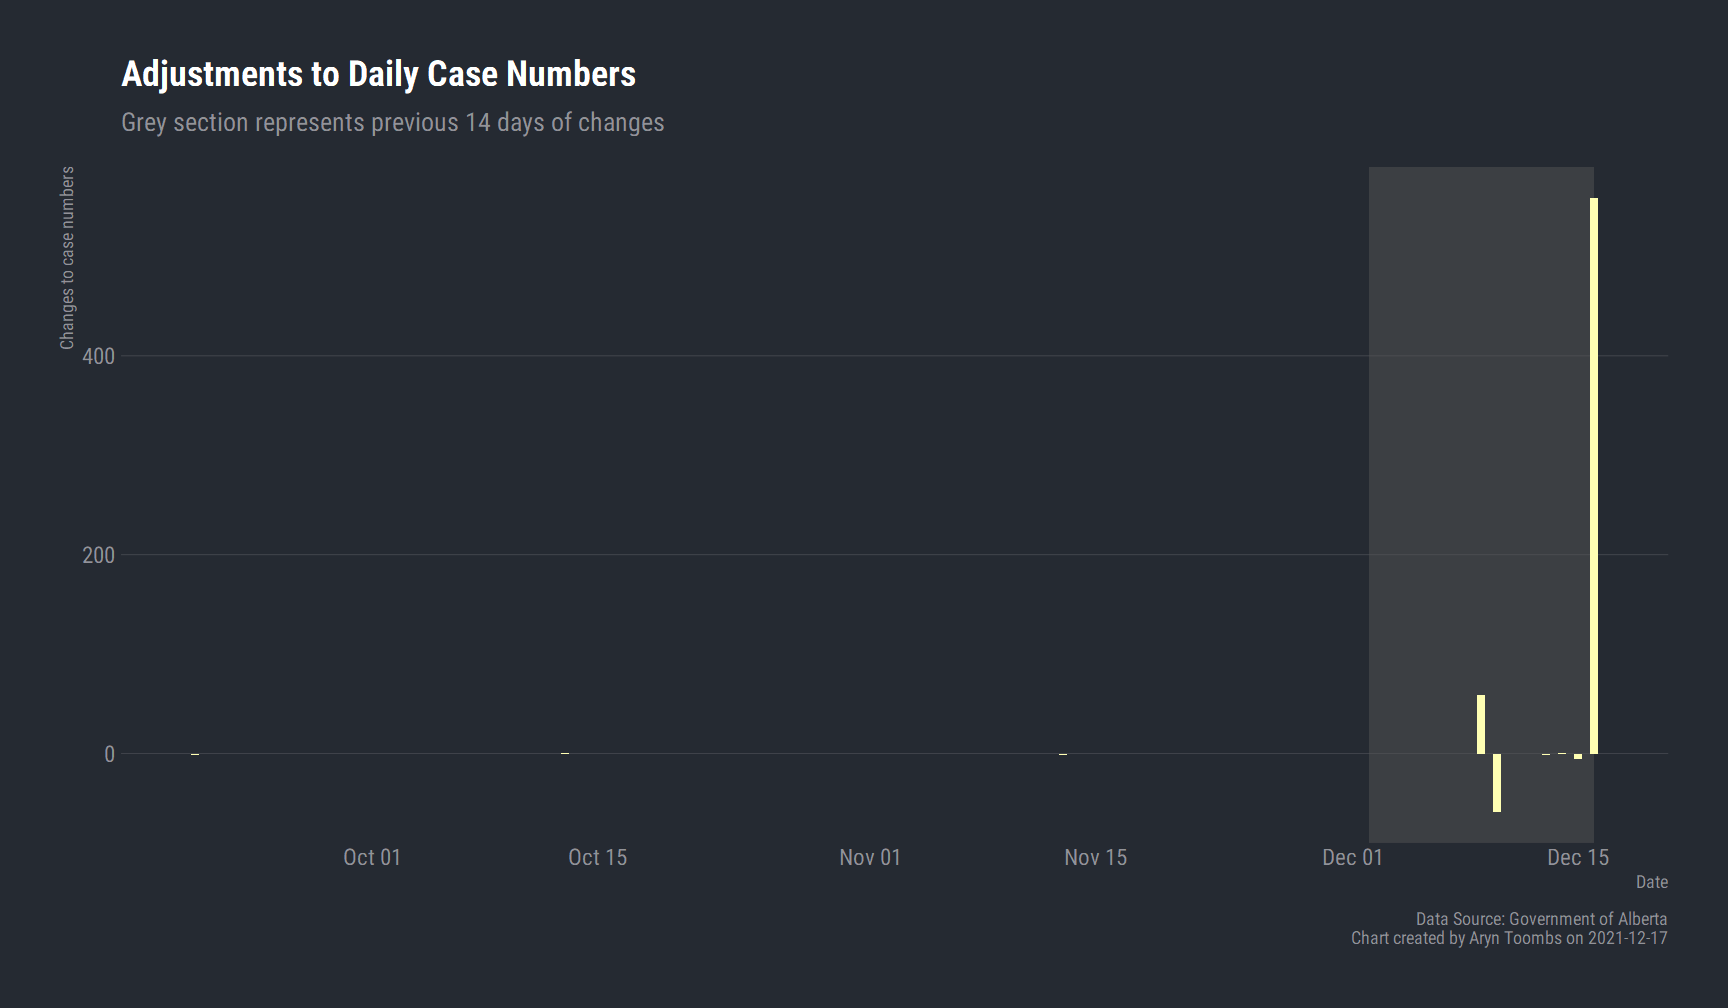 Adjustments to Daily Case Numbers
Grey section represents previous 14 days of changes
Changes to case numbers
400
200
0
Oct 01
Oct 15
Nov 01
Nov 15
Dec 01
Dec 15
Date
Data Source: Government of Alberta
Chart created by Aryn Toombs on 2021-12-17